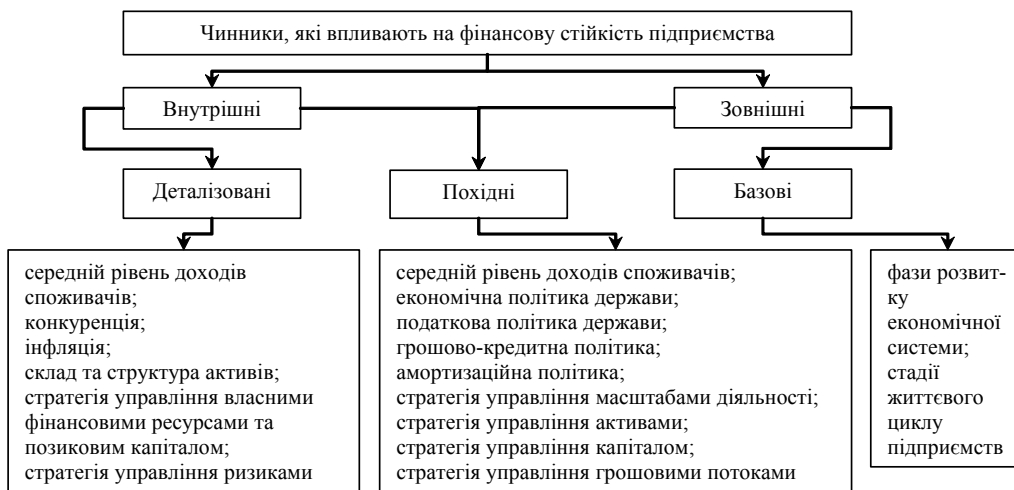 Чинники, які впливають на фінансову стійкість підприємства
Внутрішні
Зовнішні
Деталізовані
Похідні
Базові
середній рівень доходів
споживачів;
конкуренція;
інфляція;
склад та структура активів;
стратегія управління власними
фінансовими ресурсами та
позиковим капіталом;
стратегія управління ризиками
середній рівень доходів споживачів;
економічна політика держави;
податкова політика держави;
грошово-кредитна політика;
амортизаційна політика;
стратегія управління масштабами діяльності;
стратегія управління активами;
стратегія управління капіталом;
стратегія управління грошовими потоками
фази розвит-
ку
економічної
системи;
стадії
життєвого
циклу
підприємств